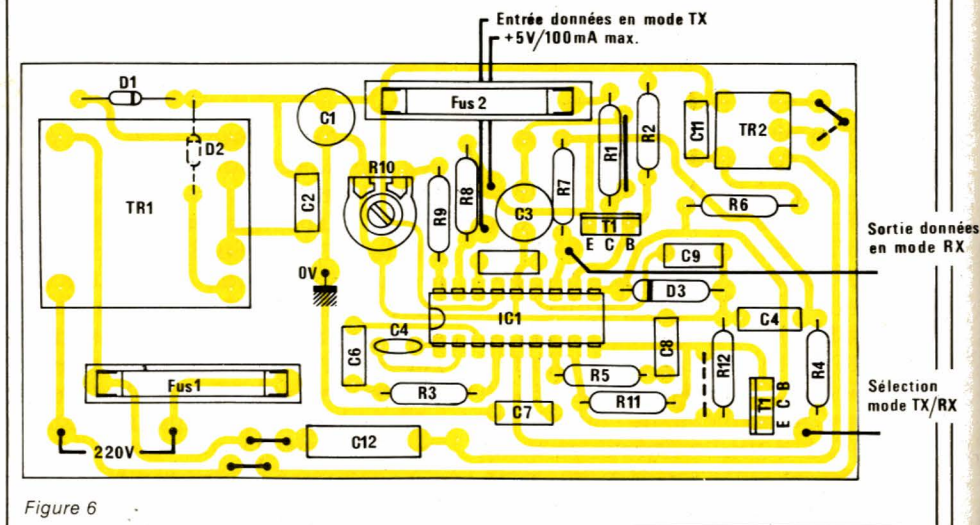 Entrée données en mode TX
+5V/100mA max.
D1
Fus 2
C1
C11
TR2
R2
R1
D2
R10
TR1
C2
R9
R8
C3
R7
R6
T1
E C B
Sortie données
en mode RX
C9
0V
D3
IC1
C4
C6
C4
C8
R12
R4
R3
R5
R11
T1
E C B
Sélection
mode TX/RX
Fus1
C7
220V
C12
Figure 6